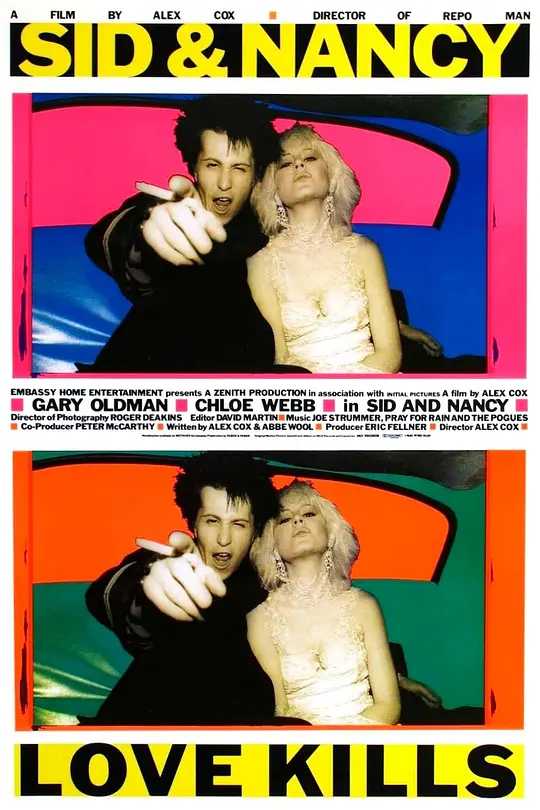 A FILM BY ALEX COX ■ DIRECTOR OF REPO MAN
SID & NANCY
EMBASSY HOME ENTERTAINMENT presents A ZENITH PRODUCTION in association with INITIAL PICTURES A film by ALEX COX
■ GARY OLDMAN ■ CHLOE WEBB ■ in SID AND NANCY ■
Director of Photography ROGER DEAKINS Editor DAVID MARTIN ■ Music JOE STRUMMER, PRAY FOR RAIN AND THE POGUES
■ Co-Producer PETER McCARTHY ■ Written by ALEX COX & ABBE WOOL ■ Producer ERIC FELLNER ■ Director ALEX COX ■
LOVE KILLS